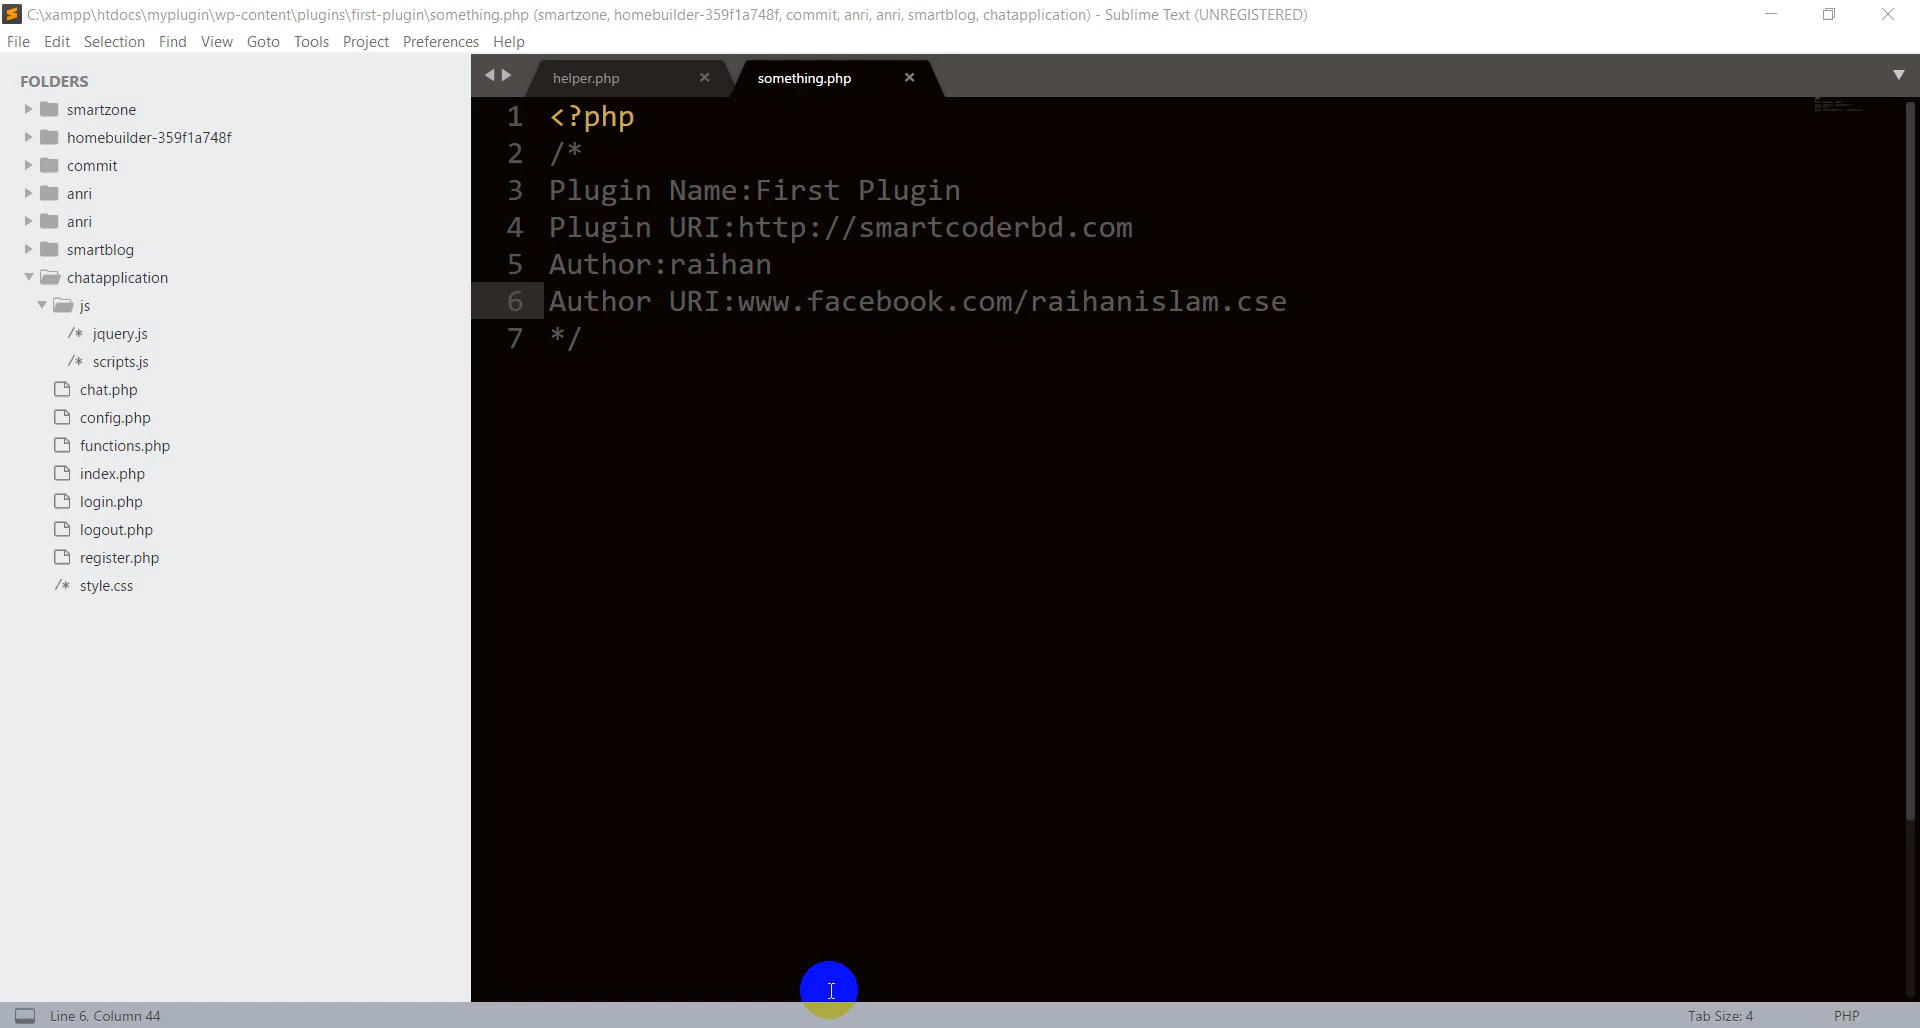 C:\xampp\htdocs\myplugin\wp-content\plugins\first-plugin\something.php (smartzone, homebuilder-359f1a748f, commit, anri, anri, smartblog, chatapplication) - Sublime Text (UNREGISTERED)
File Edit Selection Find View Goto Tools Project Preferences Help
FOLDERS
smartzone
homebuilder-359f1a748f
commit
anri
anri
smartblog
chatapplication
js
/* jquery.js
/* scripts.js
chat.php
config.php
functions.php
index.php
login.php
logout.php
register.php
/* style.css
helper.php
something.php
1 <?php
2 /*
3 Plugin Name:First Plugin
4 Plugin URI:http://smartcoderbd.com
5 Author:raihan
6 Author URI:www.facebook.com/raihanislam.cse
7 */
Line 6, Column 44
Tab Size: 4
PHP